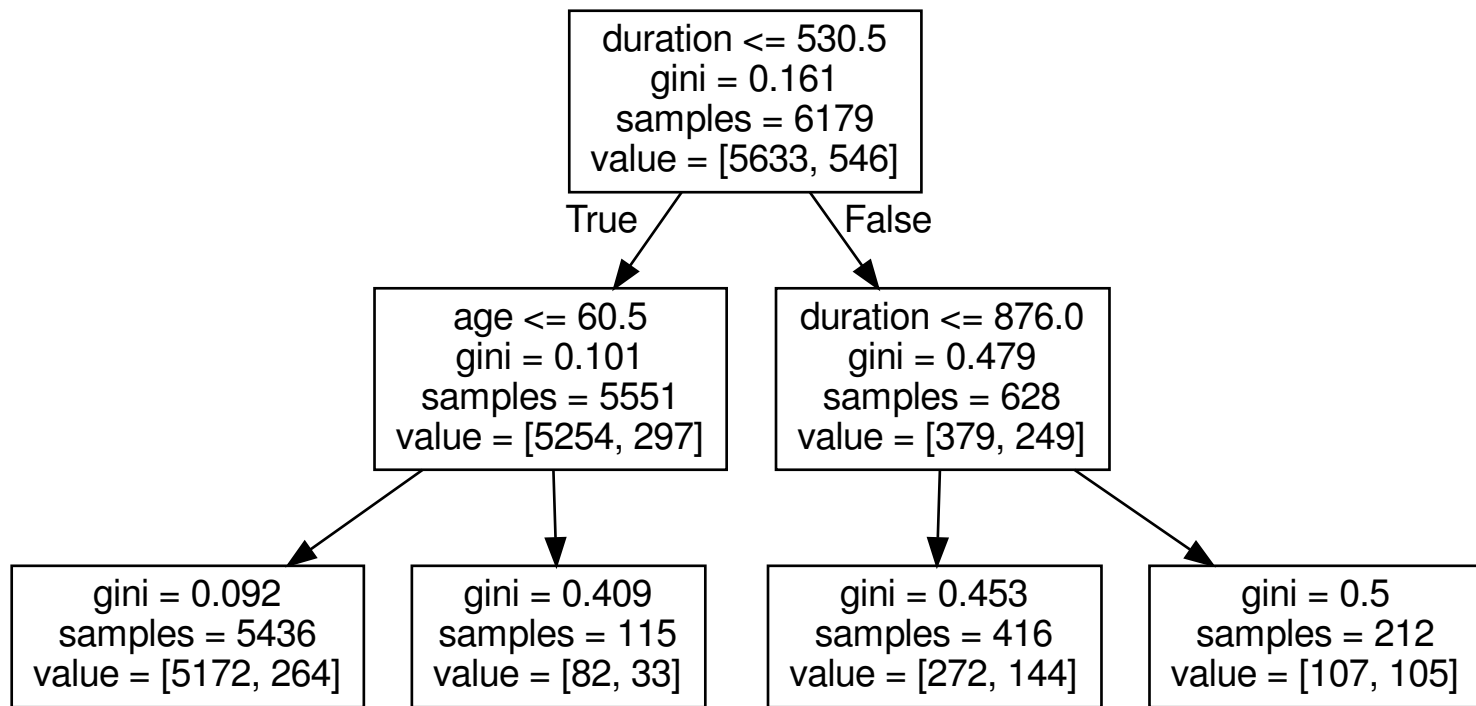 duration <= 530.5
gini = 0.161
samples = 6179
value = [5633, 546]
True
False
age <= 60.5
gini = 0.101
samples = 5551
value = [5254, 297]
duration <= 876.0
gini = 0.479
samples = 628
value = [379, 249]
gini = 0.092
samples = 5436
value = [5172, 264]
gini = 0.409
samples = 115
value = [82, 33]
gini = 0.453
samples = 416
value = [272, 144]
gini = 0.5
samples = 212
value = [107, 105]